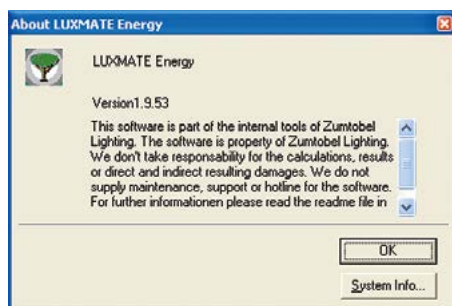 About LUXMATE Energy
LUXMATE Energy
Version1.9.53
This software is part of the internal tools of Zumtobel
Lighting. The software is property of Zumtobel Lighting.
We don't take responsability for the calculations, results
or direct and indirect resulting damages. We do not
supply maintenance, support or hotline for the software.
For further informationen please read the readme file in
OK
System Info...